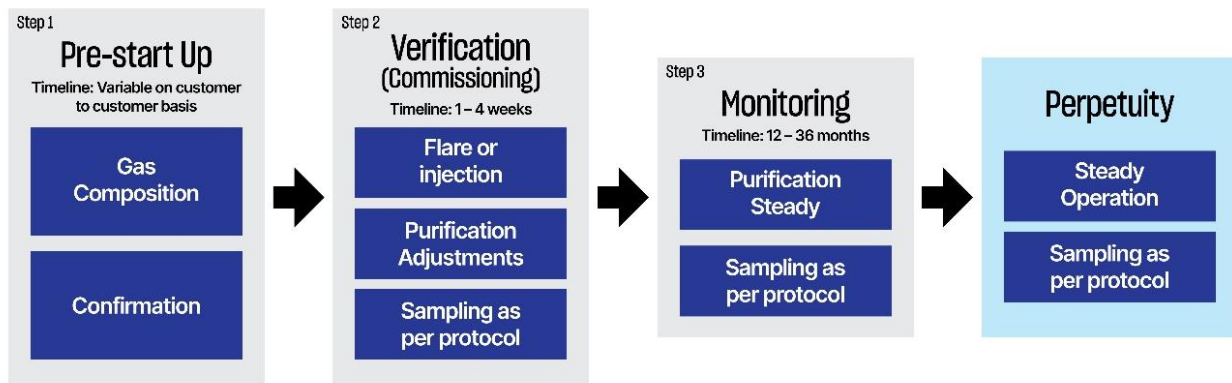 Step 1
Pre-start Up
Timeline: Variable on customer
to customer basis
Gas
Composition
Confirmation
Step 2
Verification
(Commissioning)
Timeline: 1 – 4 weeks
Flare or
injection
Purification
Adjustments
Sampling as
per protocol
Step 3
Monitoring
Timeline: 12 – 36 months
Purification
Steady
Sampling as
per protocol
Perpetuity
Steady
Operation
Sampling as
per protocol